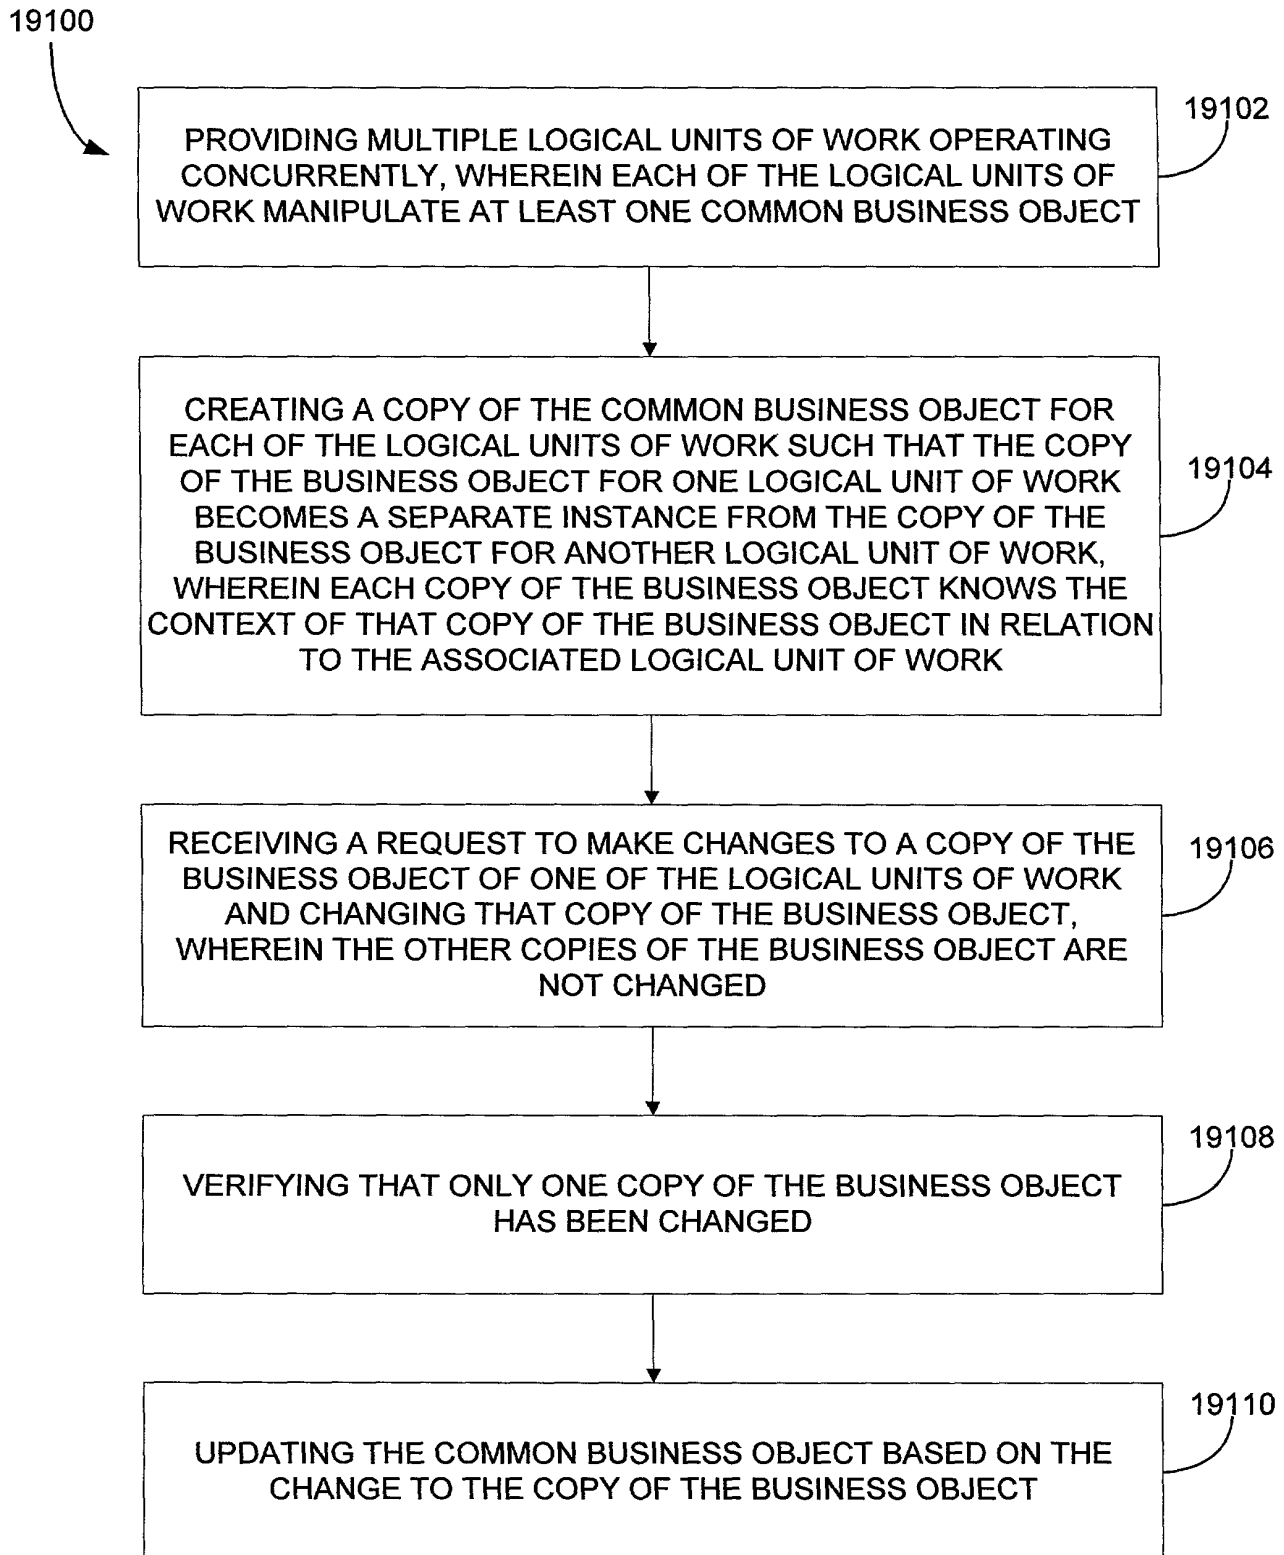 19100
19102
PROVIDING MULTIPLE LOGICAL UNITS OF WORK OPERATING
CONCURRENTLY, WHEREIN EACH OF THE LOGICAL UNITS OF
WORK MANIPULATE AT LEAST ONE COMMON BUSINESS OBJECT
19104
CREATING A COPY OF THE COMMON BUSINESS OBJECT FOR
EACH OF THE LOGICAL UNITS OF WORK SUCH THAT THE COPY
OF THE BUSINESS OBJECT FOR ONE LOGICAL UNIT OF WORK
BECOMES A SEPARATE INSTANCE FROM THE COPY OF THE
BUSINESS OBJECT FOR ANOTHER LOGICAL UNIT OF WORK,
WHEREIN EACH COPY OF THE BUSINESS OBJECT KNOWS THE
CONTEXT OF THAT COPY OF THE BUSINESS OBJECT IN RELATION
TO THE ASSOCIATED LOGICAL UNIT OF WORK
19106
RECEIVING A REQUEST TO MAKE CHANGES TO A COPY OF THE
BUSINESS OBJECT OF ONE OF THE LOGICAL UNITS OF WORK
AND CHANGING THAT COPY OF THE BUSINESS OBJECT,
WHEREIN THE OTHER COPIES OF THE BUSINESS OBJECT ARE
NOT CHANGED
19108
VERIFYING THAT ONLY ONE COPY OF THE BUSINESS OBJECT
HAS BEEN CHANGED
19110
UPDATING THE COMMON BUSINESS OBJECT BASED ON THE
CHANGE TO THE COPY OF THE BUSINESS OBJECT